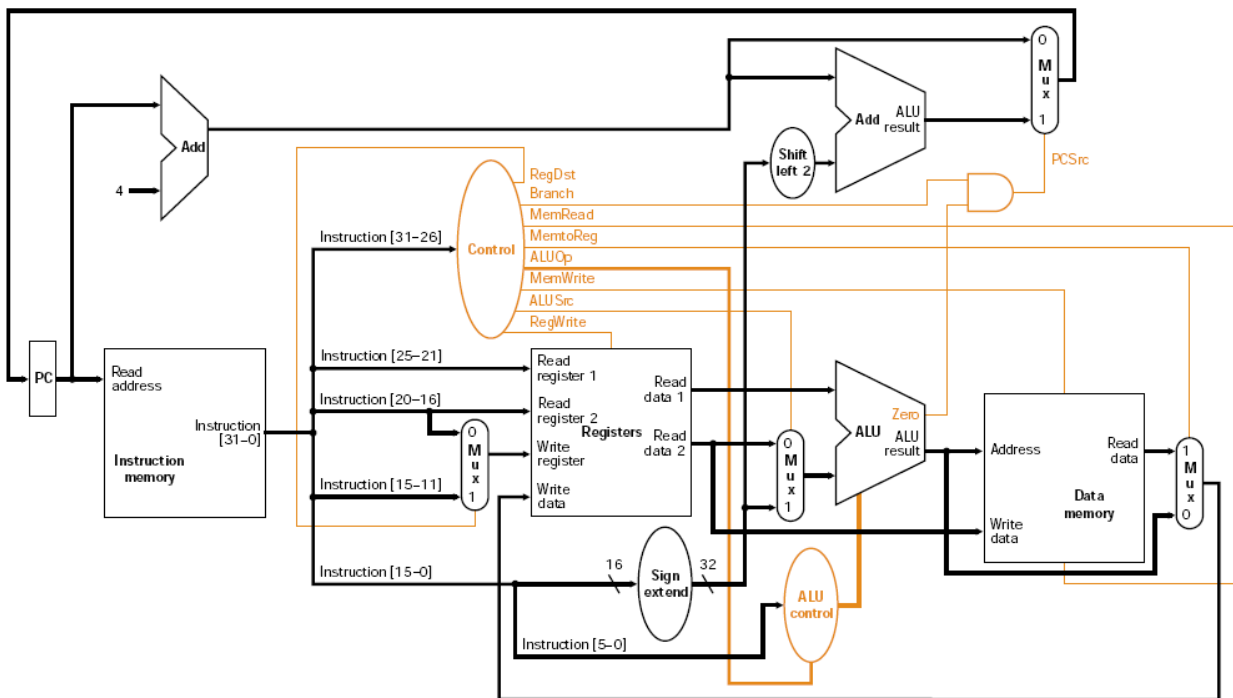 0
M
u
x
1
Add
ALU
result
Add
4
Shift
left 2
PCSrc
RegDst
Branch
MemRead
MemtoReg
ALUOp
MemWrite
ALUSrc
RegWrite
Control
Instruction [31–26]
Instruction [25–21]
Instruction [20–16]
Instruction [15–11]
Instruction [15–0]
Instruction [5–0]
PC
Read
address
Instruction
[31–0]
Instruction
memory
0
M
u
x
1
Read
register 1
Read
register 2
Write
register
Write
data
Registers
Read
data 1
Read
data 2
0
M
u
x
1
Zero
ALU
ALU
result
Address
Read
data
Data
memory
Write
data
1
M
u
x
0
16
Sign
extend
32
ALU
control